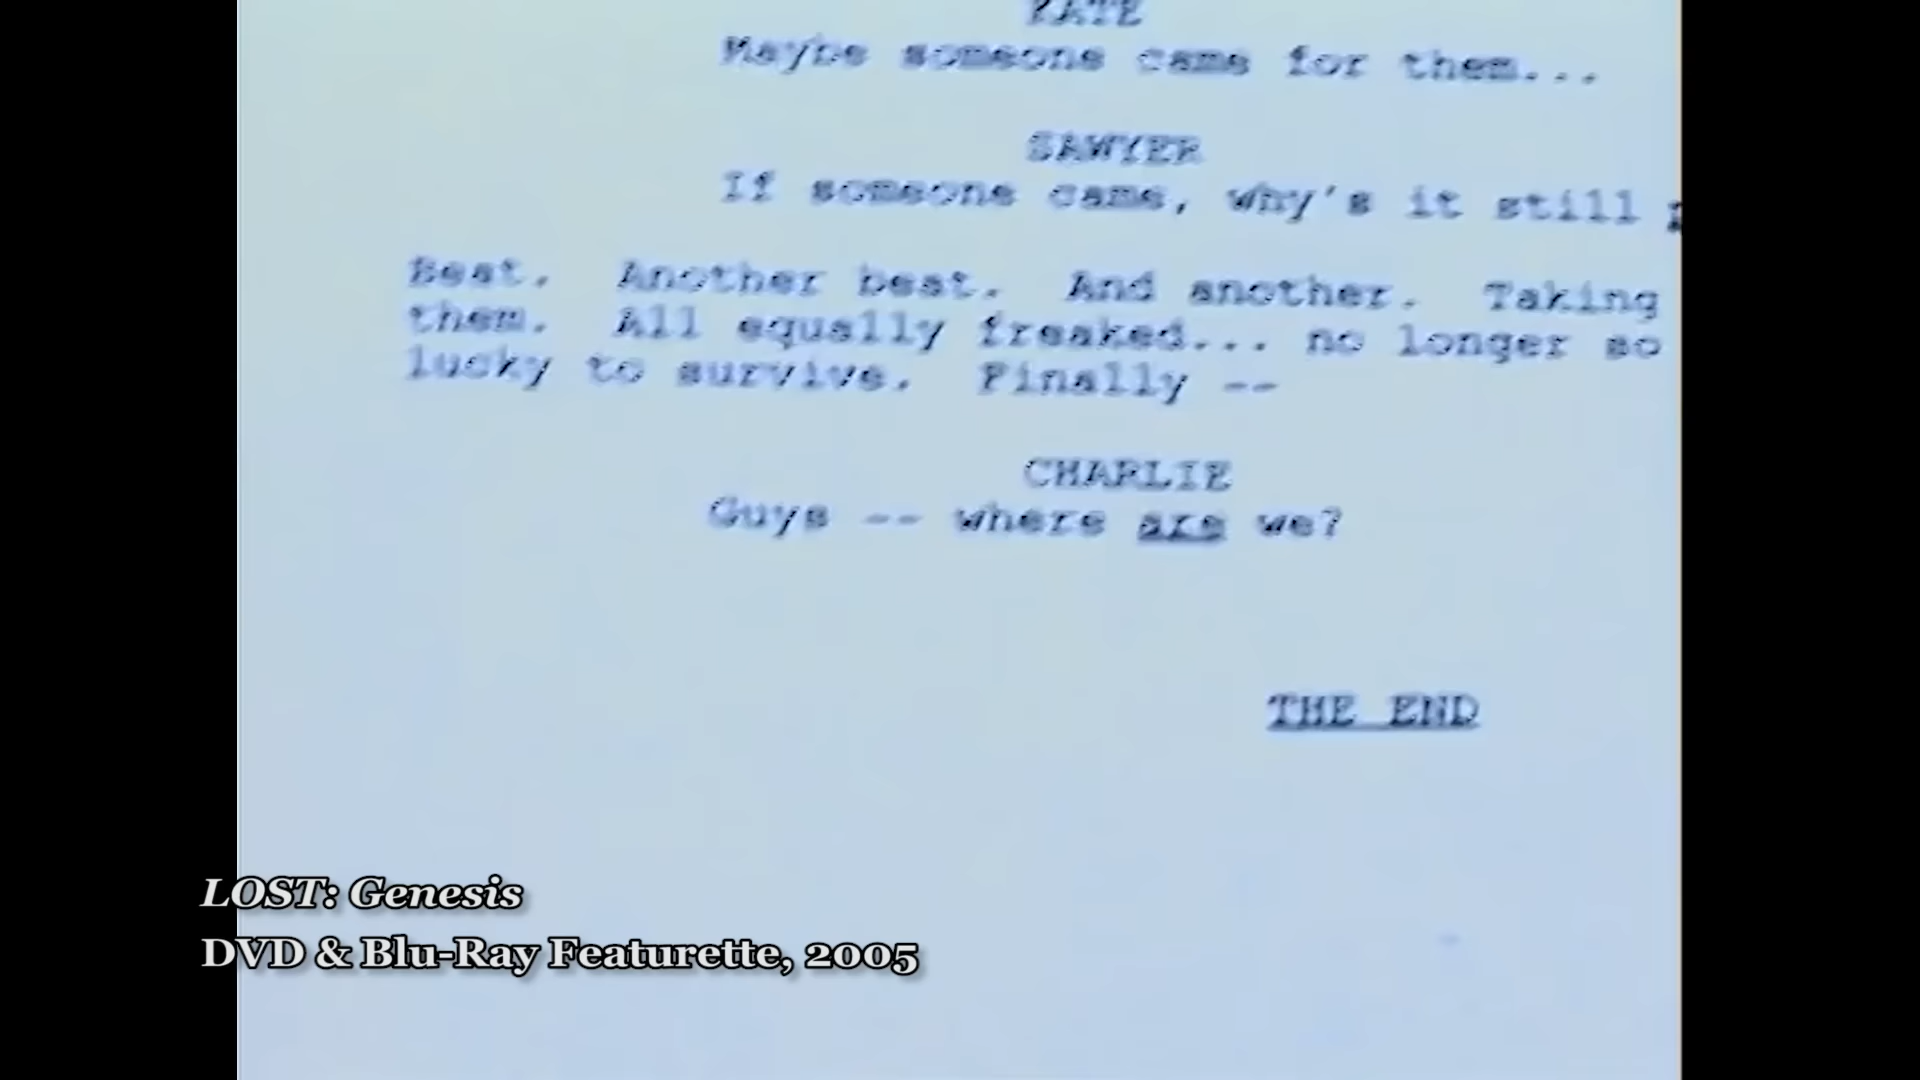 KATE
Maybe someone came for them...
SAWYER
If someone came, why's it still
Beat.  Another beat.  And another.  Taking
them.  All equally freaked... no longer so
lucky to survive.  Finally --
CHARLIE
Guys -- where are we?
THE END
LOST: Genesis
DVD & Blu-Ray Featurette, 2005